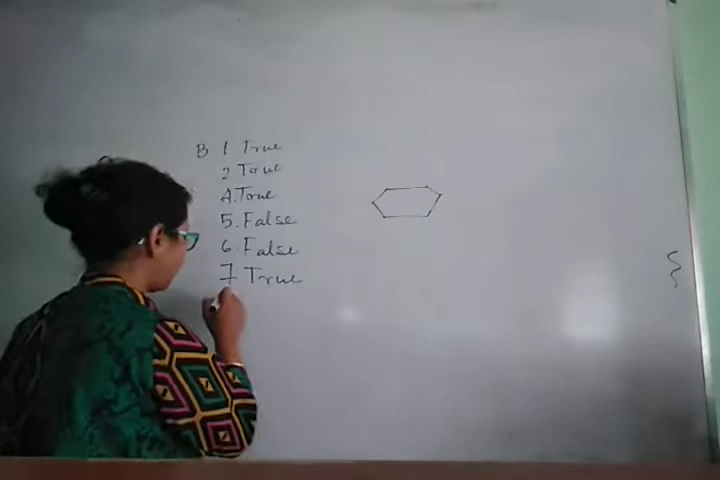 B 1 True
2 True
4. True
5. False
6. False
7 True